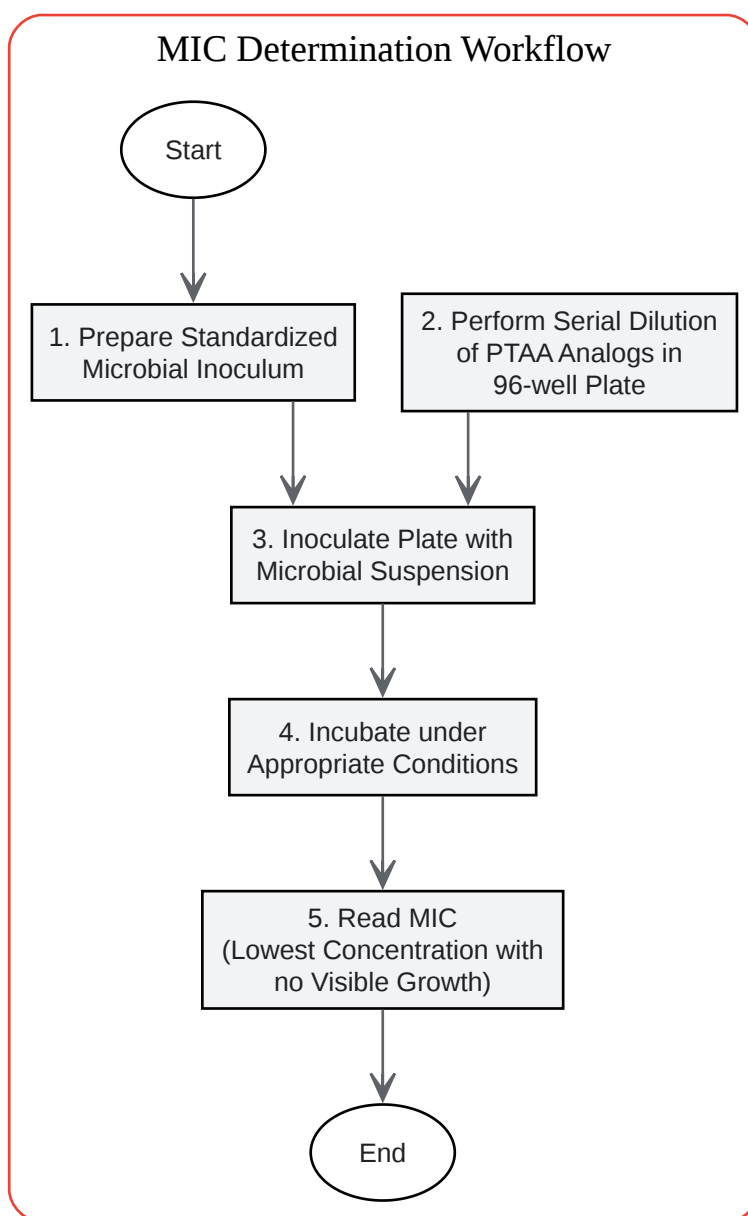 MIC Determination Workflow
Start
1. Prepare Standardized
Microbial Inoculum
2. Perform Serial Dilution
of PTAA Analogs in
96-well Plate
3. Inoculate Plate with
Microbial Suspension
4. Incubate under
Appropriate Conditions
5. Read MIC
(Lowest Concentration with
no Visible Growth)
End